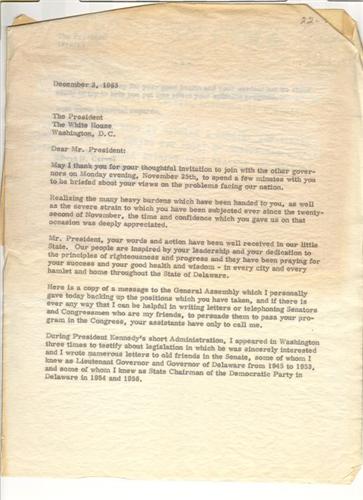 22-
December 3, 1963
The President
The White House
Washington, D.C.
Dear Mr. President:
May I thank you for your thoughtful invitation to join with the other gover-
nors on Monday evening, November 25th, to spend a few minutes with you
to be briefed about your views on the problems facing our nation.
Realizing the many heavy burdens which have been handed to you, as well
as the severe strain to which you have been subjected ever since the twenty-
second of November, the time and confidence which you gave us on that
occasion was deeply appreciated.
Mr. President, your words and action have been well received in our little
State. Our people are inspired by your leadership and your dedication to
the principles of righteousness and progress and they have been praying for
your success and your good health and wisdom - in every city and every
hamlet and home throughout the State of Delaware.
Here is a copy of a message to the General Assembly which I personally
gave today backing up the positions which you have taken, and if there is
ever any way that I can be helpful in writing letters or telephoning Senators
and Congressmen who are my friends, to persuade them to pass your pro-
gram in the Congress, your assistants have only to call me.
During President Kennedy's short Administration, I appeared in Washington
three times to testify about legislation in which he was sincerely interested
and I wrote numerous letters to old friends in the Senate, some of whom I
knew as Lieutenant Governor and Governor of Delaware from 1945 to 1953,
and some of whom I knew as State Chairman of the Democratic Party in
Delaware in 1954 and 1956.